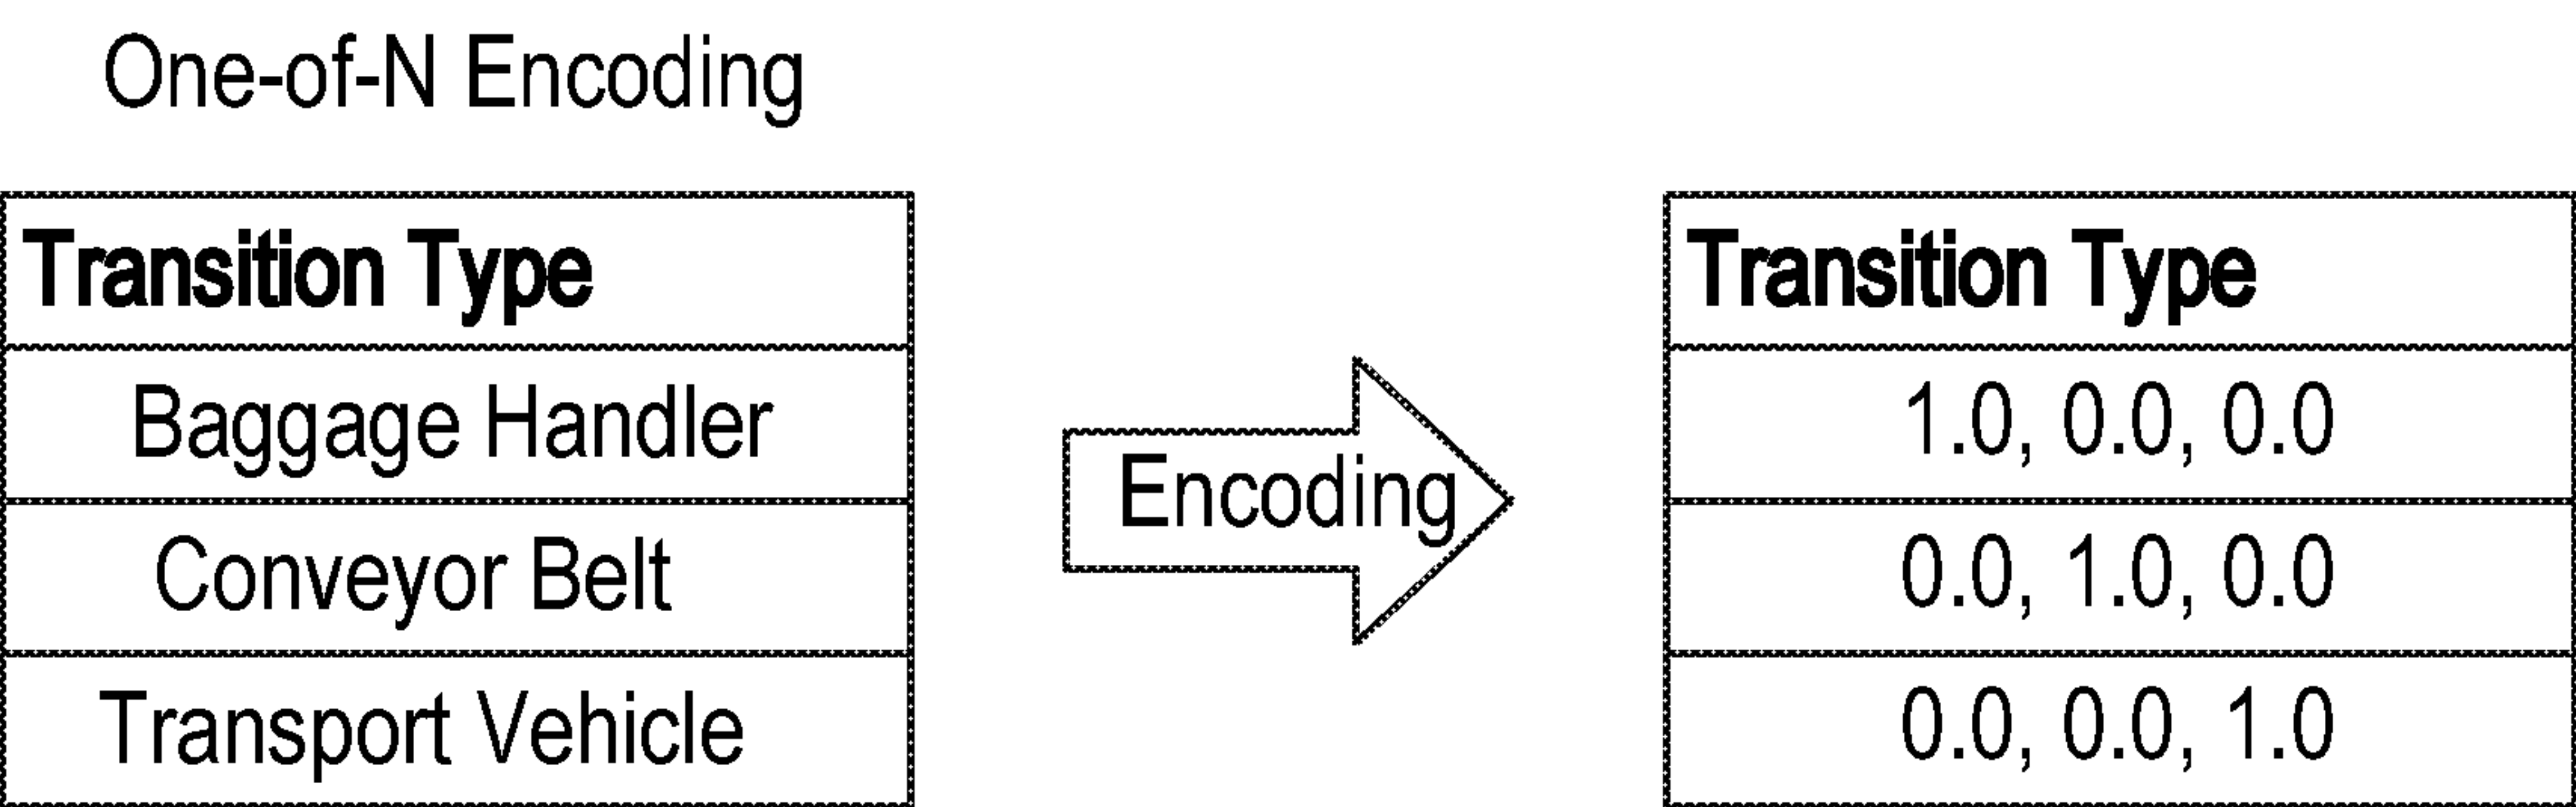 One-of-N Encoding
Transition Type
Baggage Handler
Conveyor Belt
Transport Vehicle
Encoding
Transition Type
1.0, 0.0, 0.0
0.0, 1.0, 0.0
0.0, 0.0, 1.0